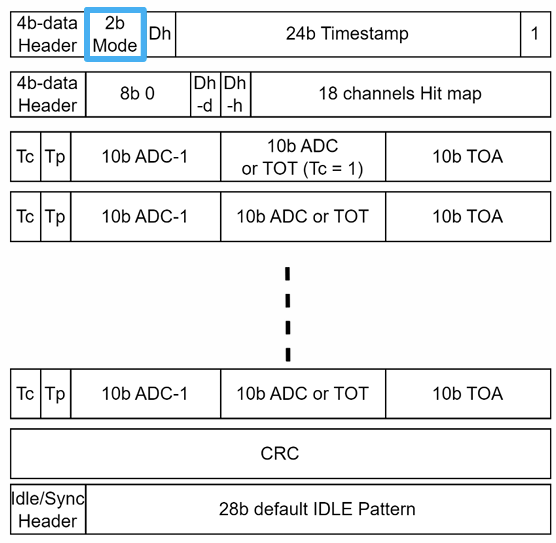 4b-data Header 2b Mode Dh 24b Timestamp 1
4b-data Header 8b 0 Dh -d Dh -h 18 channels Hit map
Tc Tp 10b ADC-1 10b ADC or TOT (Tc = 1) 10b TOA
Tc Tp 10b ADC-1 10b ADC or TOT 10b TOA
Tc Tp 10b ADC-1 10b ADC or TOT 10b TOA
CRC
Idle/Sync Header 28b default IDLE Pattern